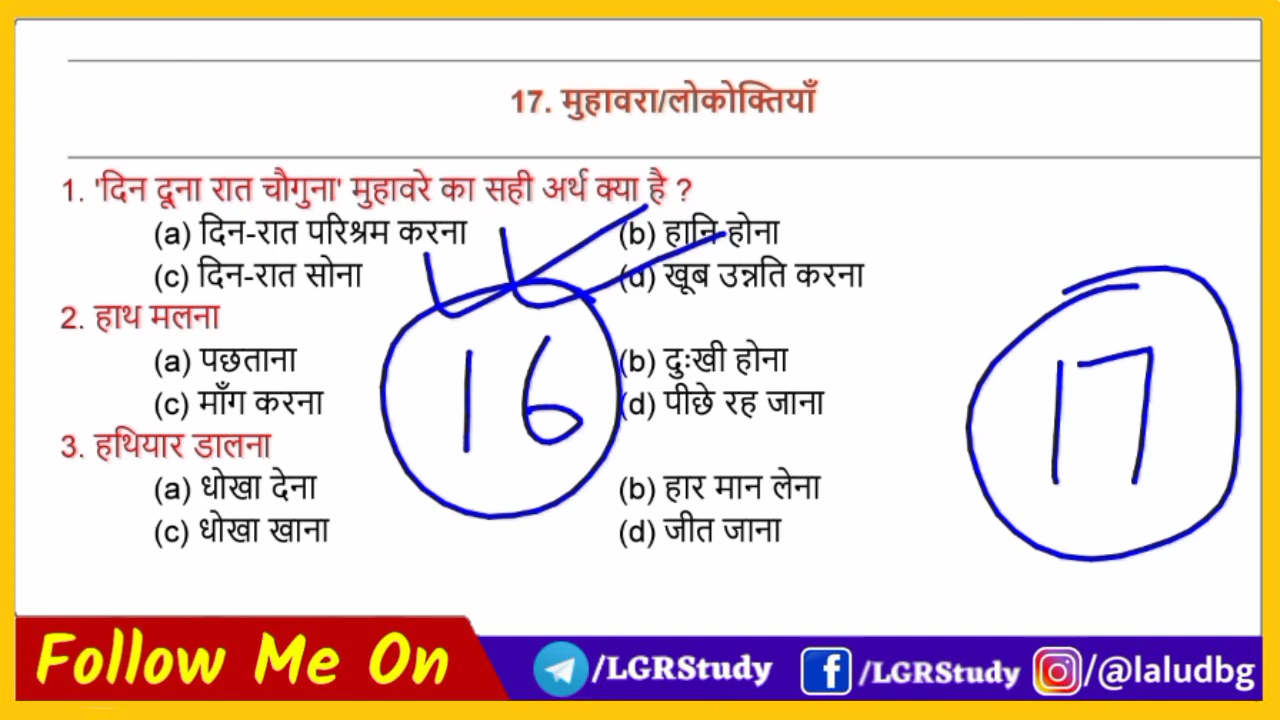 17. मुहावरा/लोकोक्तियाँ
1. 'दिन दूना रात चौगुना' मुहावरे का सही अर्थ क्या है ?
(a) दिन-रात परिश्रम करना (b) हानि होना
(c) दिन-रात सोना (d) खूब उन्नति करना
2. हाथ मलना
(a) पछताना (b) दुःखी होना
(c) माँग करना (d) पीछे रह जाना
3. हथियार डालना
(a) धोखा देना (b) हार मान लेना
(c) धोखा खाना (d) जीत जाना
16
17
Follow Me On /LGRStudy /LGRStudy /@laludbg